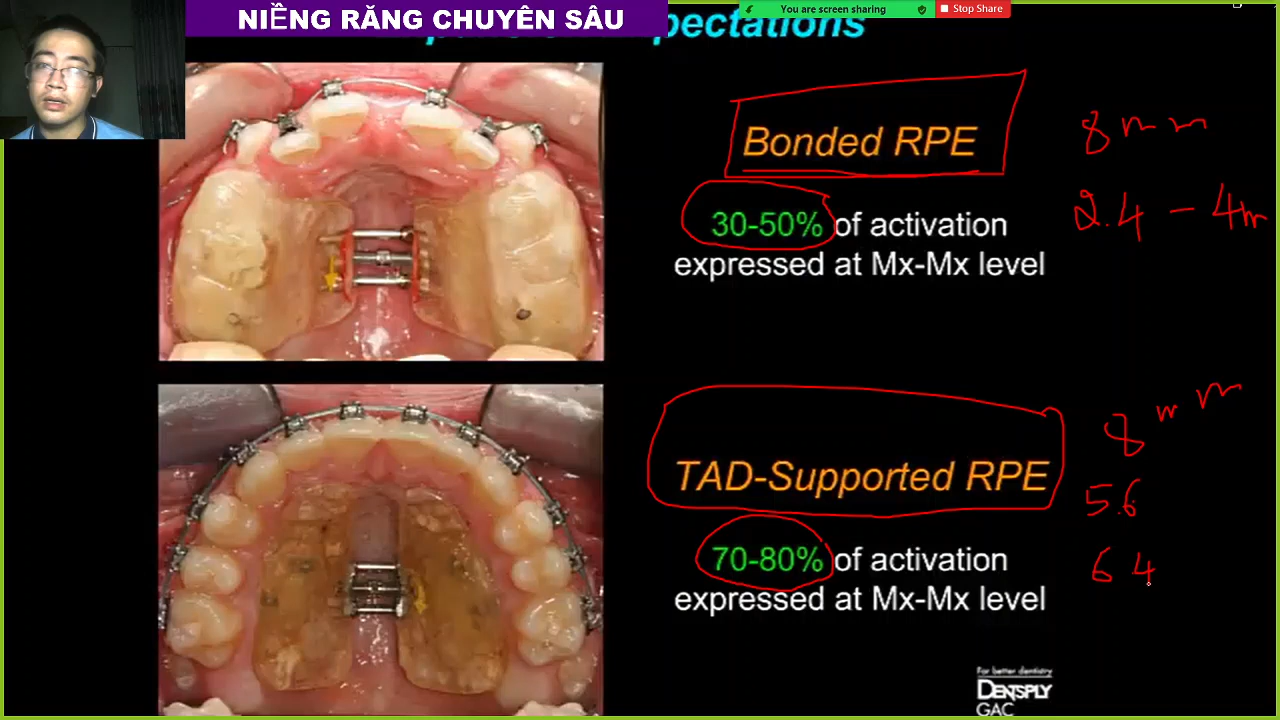 You are screen sharing
Stop Share
NIỀNG RĂNG CHUYÊN SÂU
Bonded RPE
8mm
30-50% of activation
2.4 - 4m
expressed at Mx-Mx level
8 mm
TAD-Supported RPE
5.6
70-80% of activation
6 4
expressed at Mx-Mx level
For better dentistry
DENTSPLY
GAC